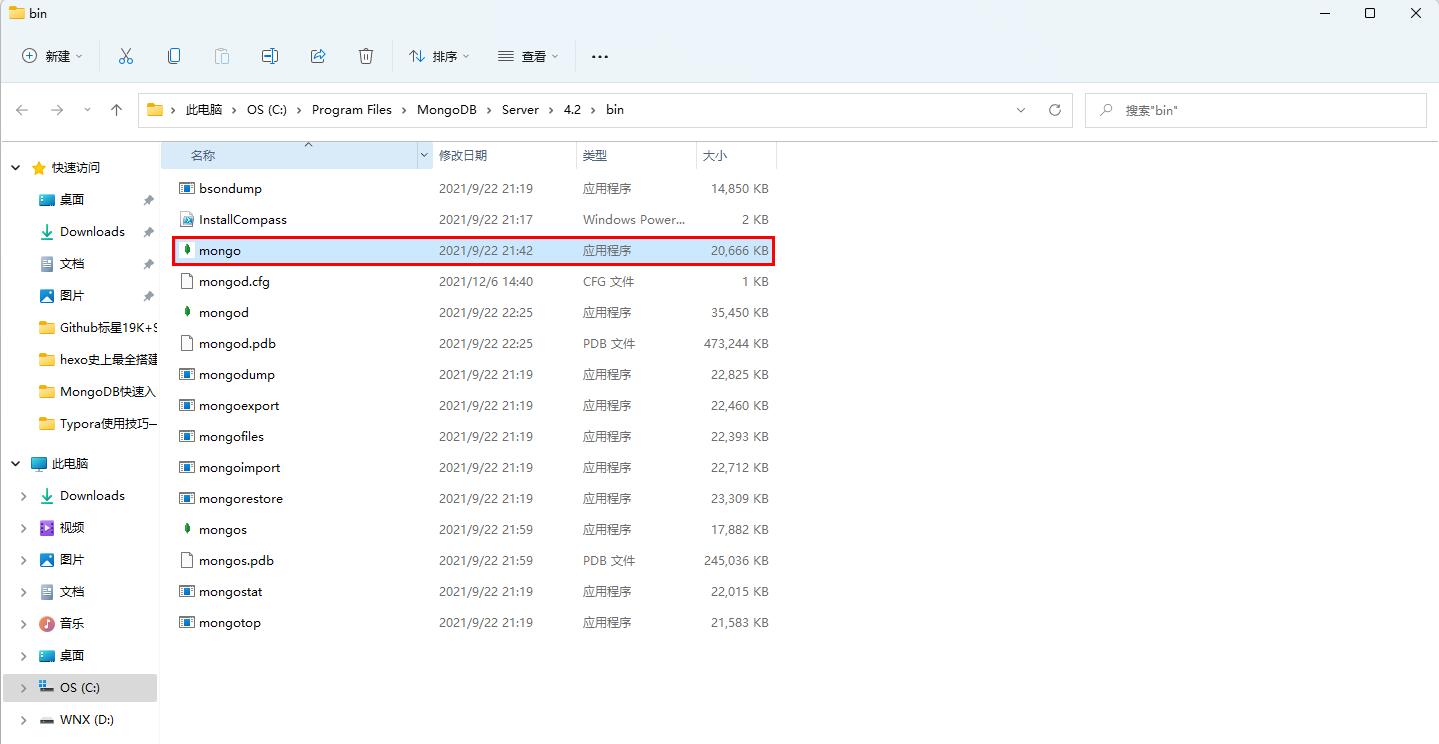 bin
新建 排序 查看
此电脑 OS (C:) Program Files MongoDB Server 4.2 bin
搜索"bin"
快速访问
桌面
Downloads
文档
图片
Github标星19K+S
hexo史上最全搭建
MongoDB快速入
Typora使用技巧—
此电脑
Downloads
视频
图片
文档
音乐
桌面
OS (C:)
WNX (D:)
名称 修改日期 类型 大小
bsondump 2021/9/22 21:19 应用程序 14,850 KB
InstallCompass 2021/9/22 21:17 Windows Power... 2 KB
mongo 2021/9/22 21:42 应用程序 20,666 KB
mongod.cfg 2021/12/6 14:40 CFG 文件 1 KB
mongod 2021/9/22 22:25 应用程序 35,450 KB
mongod.pdb 2021/9/22 22:25 PDB 文件 473,244 KB
mongodump 2021/9/22 21:19 应用程序 22,825 KB
mongoexport 2021/9/22 21:19 应用程序 22,460 KB
mongofiles 2021/9/22 21:19 应用程序 22,393 KB
mongoimport 2021/9/22 21:19 应用程序 22,712 KB
mongorestore 2021/9/22 21:19 应用程序 23,309 KB
mongos 2021/9/22 21:59 应用程序 17,882 KB
mongos.pdb 2021/9/22 21:59 PDB 文件 245,036 KB
mongostat 2021/9/22 21:19 应用程序 22,015 KB
mongotop 2021/9/22 21:19 应用程序 21,583 KB